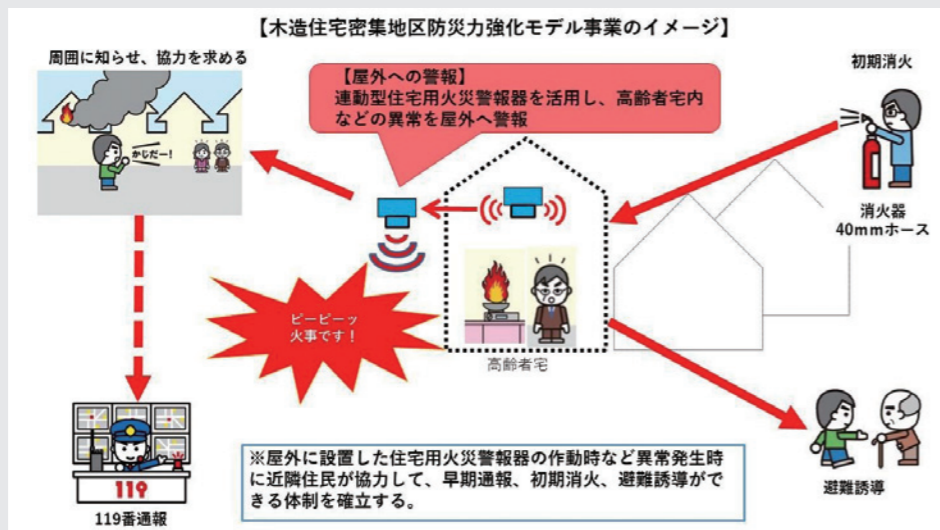 【木造住宅密集地区防災力強化モデル事業のイメージ】
周囲に知らせ、協力を求める
かじだー!
【屋外への警報】
連動型住宅用火災警報器を活用し、高齢者宅内
などの異常を屋外へ警報
初期消火
消火器
40mmホース
ピーピーッ
火事です！
高齢者宅
119
119番通報
※屋外に設置した住宅用火災警報器の作動時など異常発生時
に近隣住民が協力して、早期通報、初期消火、避難誘導がで
きる体制を確立する。
避難誘導